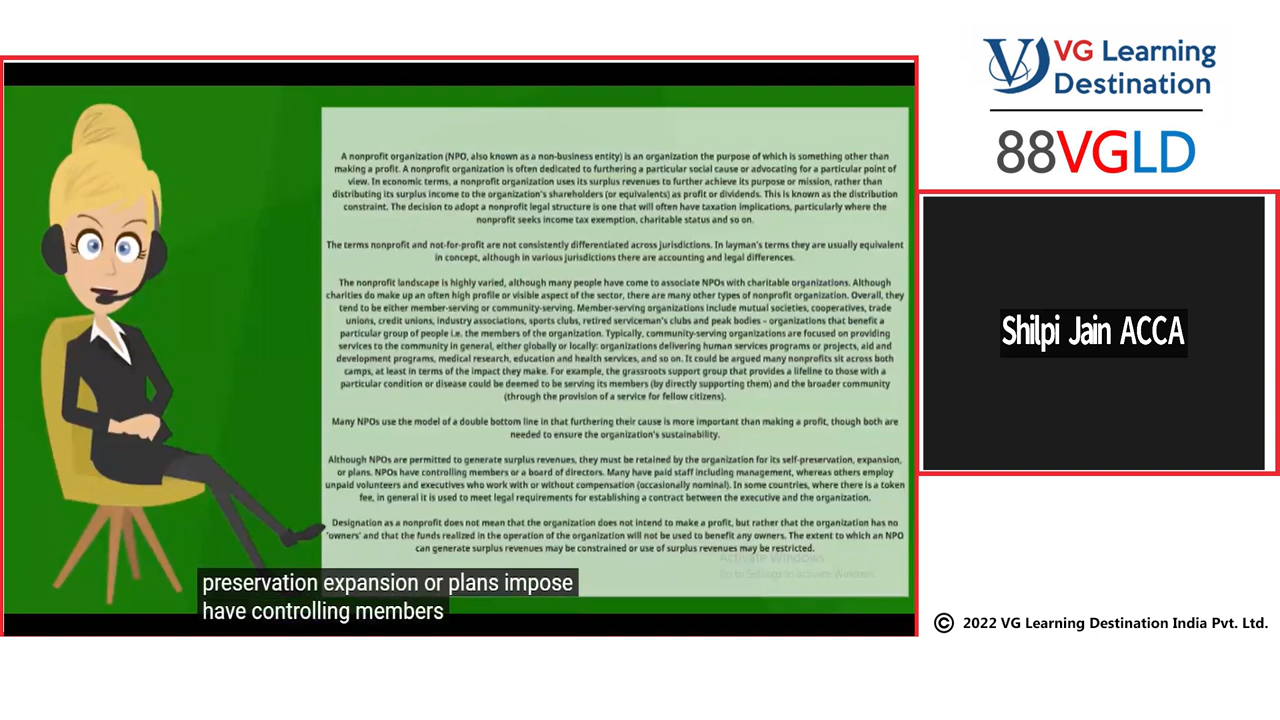 VG Learning
Destination
88VGLD
A nonprofit organization (NPO, also known as a non-business entity) is an organization the purpose of which is something other than
making a profit. A nonprofit organization is often dedicated to furthering a particular social cause or advocating for a particular point of
view. In economic terms, a nonprofit organization uses its surplus revenues to further achieve its purpose or mission, rather than
distributing its surplus income to the organization's shareholders (or equivalents) as profit or dividends. This is known as the distribution
constraint. The decision to adopt a nonprofit legal structure is one that will often have taxation implications, particularly where the
nonprofit seeks income tax exemption, charitable status and so on.
The terms nonprofit and not-for-profit are not consistently differentiated across jurisdictions. In layman's terms they are usually equivalent
in concept, although in various jurisdictions there are accounting and legal differences.
The nonprofit landscape is highly varied, although many people have come to associate NPOs with charitable organizations. Although
charities do make up an often high profile or visible aspect of the sector, there are many other types of nonprofit organization. Overall, they
tend to be either member-serving or community-serving. Member-serving organizations include mutual societies, cooperatives, trade
unions, credit unions, industry associations, sports clubs, retired serviceman's clubs and peak bodies – organizations that benefit a
particular group of people i.e. the members of the organization. Typically, community-serving organizations are focused on providing
services to the community in general, either globally or locally: organizations delivering human services programs or projects, aid and
development programs, medical research, education and health services, and so on. It could be argued many nonprofits sit across both
camps, at least in terms of the impact they make. For example, the grassroots support group that provides a lifeline to those with a
particular condition or disease could be deemed to be serving its members (by directly supporting them) and the broader community
(through the provision of a service for fellow citizens).
Many NPOs use the model of a double bottom line in that furthering their cause is more important than making a profit, though both are
needed to ensure the organization's sustainability.
Although NPOs are permitted to generate surplus revenues, they must be retained by the organization for its self-preservation, expansion,
or plans. NPOs have controlling members or a board of directors. Many have paid staff including management, whereas others employ
unpaid volunteers and executives who work with or without compensation (occasionally nominal). In some countries, where there is a token
fee, in general it is used to meet legal requirements for establishing a contract between the executive and the organization.
Designation as a nonprofit does not mean that the organization does not intend to make a profit, but rather that the organization has no
'owners' and that the funds realized in the operation of the organization will not be used to benefit any owners. The extent to which an NPO
can generate surplus revenues may be constrained or use of surplus revenues may be restricted.
Activate Windows
Go to Settings to activate Windows.
preservation expansion or plans impose
have controlling members
Shilpi Jain ACCA
© 2022 VG Learning Destination India Pvt. Ltd.